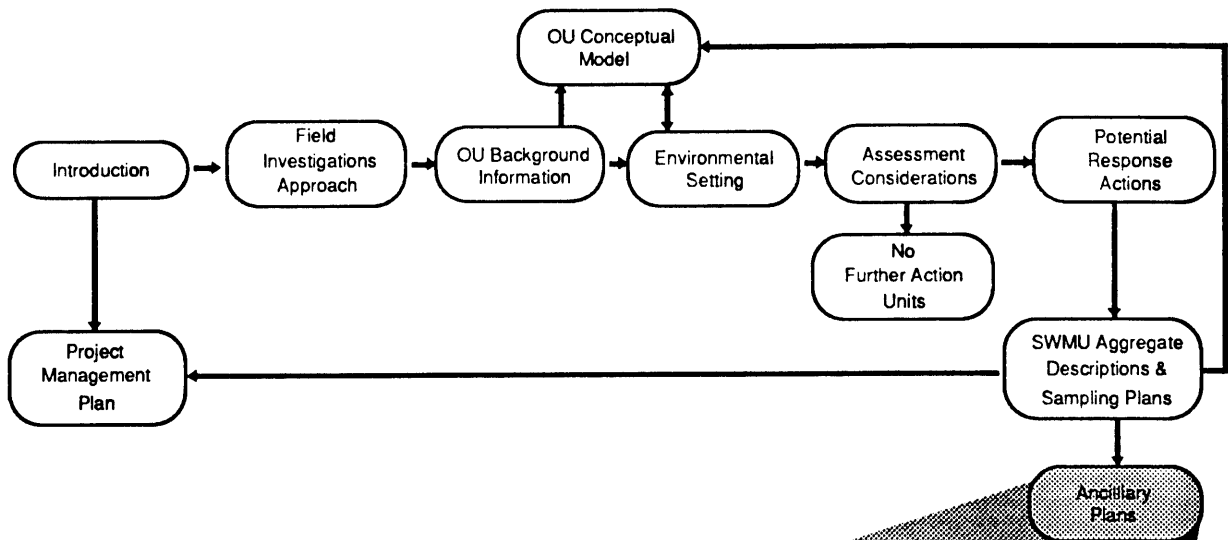 OU Conceptual
Model
Introduction
Field
Investigations
Approach
OU Background
Information
Environmental
Setting
Assessment
Considerations
Potential
Response
Actions
No
Further Action
Units
Project
Management
Plan
SWMU Aggregate
Descriptions &
Sampling Plans
Ancilliary
Plans